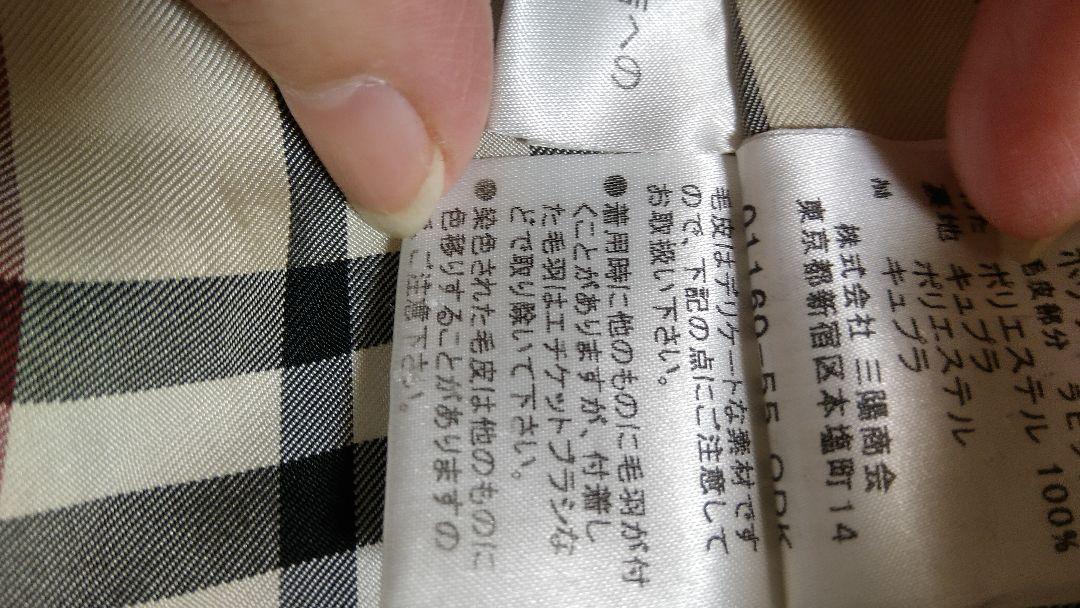 への
毛皮はデリケートな素材です
ので、下記の点にご注意して
お取扱い下さい。
●着用時に他のものに毛羽が付
くことがありますが、付着し
た毛羽はエチケットブラシな
どで取り除いて下さい。
●染色された毛皮は他のものに
色移りすることがありますの
ご注意下さい。
100%
ポリエステル
キュプラ
ポリエステル
キュプラ
株式会社 三陽商会
東京都新宿区本塩町14
01160-55